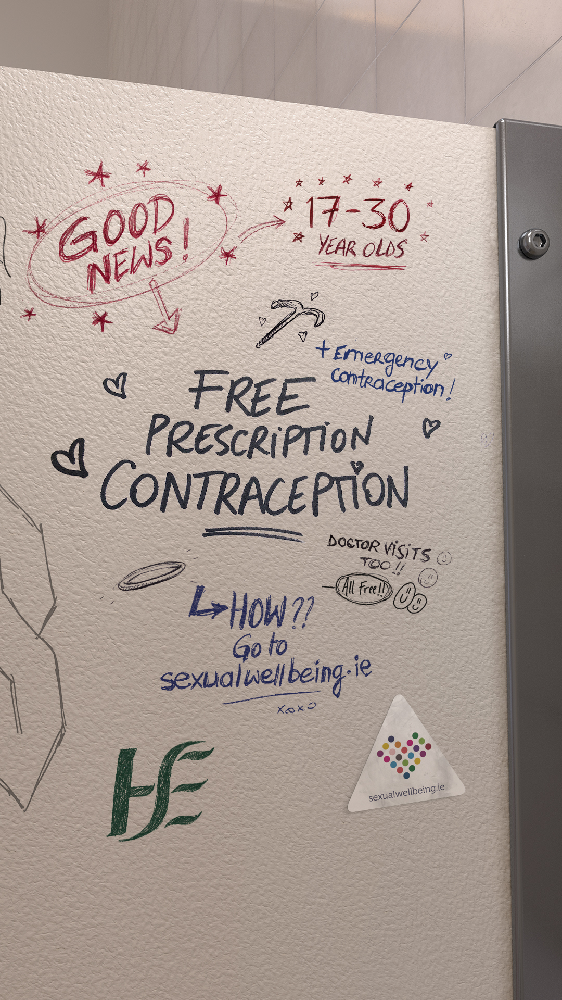 GOOD
NEWS!
17-30
YEAR OLDS
+ Emergency
contraception!
FREE
PRESCRIPTION
CONTRACEPTION
DOCTOR VISITS
TOO!!
All Free!!
HOW??
Go to
sexualwellbeing.ie
xoxo
HSE
sexualwellbeing.ie